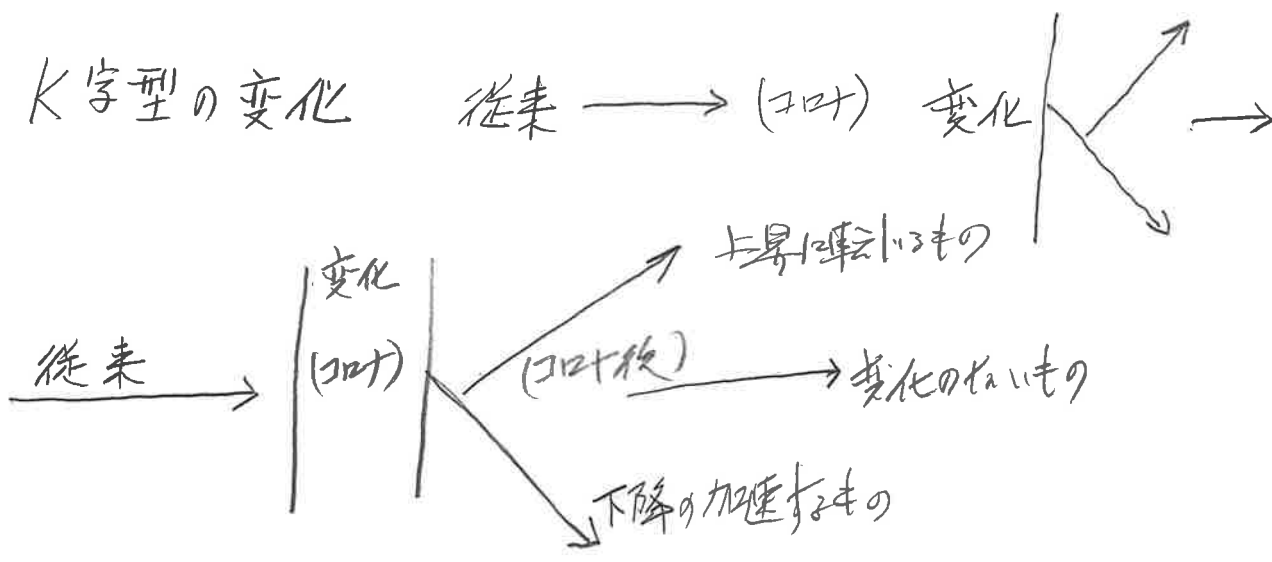 K字型の変化 従来 → (コロナ) 変化 K →
上昇に転じるもの
変化
従来 → (コロナ) K (コロナ後) → 変化のないもの
下降の加速するもの